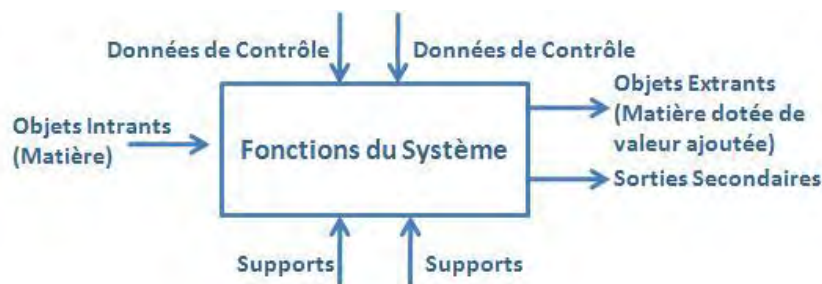 Données de Contrôle
Données de Contrôle
Objets Intrants
(Matière)
Fonctions du Système
Objets Extrants
(Matière dotée de
valeur ajoutée)
Sorties Secondaires
Supports
Supports